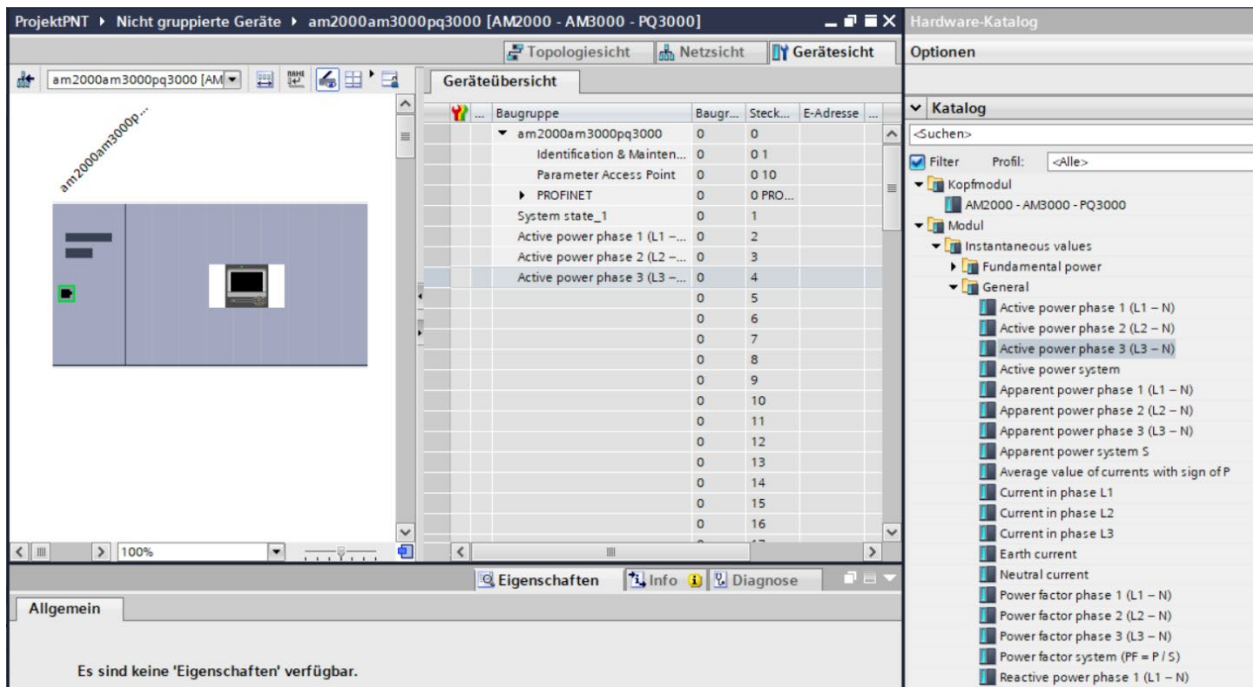 ProjektPNT ▸ Nicht gruppierte Geräte ▸ am2000am3000pq3000 [AM2000 - AM3000 - PQ3000]
Topologiesicht Netzsicht Gerätesicht
am2000am3000pq3000 [AM
am2000am3000p...
100%
Geräteübersicht
... Baugruppe Baugr... Steck... E-Adresse ...
am2000am3000pq3000 0 0
Identification & Mainten... 0 0 1
Parameter Access Point 0 0 10
PROFINET 0 0 PRO...
System state_1 0 1
Active power phase 1 (L1 –... 0 2
Active power phase 2 (L2 –... 0 3
Active power phase 3 (L3 –... 0 4
0 5
0 6
0 7
0 8
0 9
0 10
0 11
0 12
0 13
0 14
0 15
0 16
Eigenschaften Info Diagnose
Allgemein
Es sind keine 'Eigenschaften' verfügbar.
Hardware-Katalog
Optionen
Katalog
<Suchen>
Filter Profil: <Alle>
Kopfmodul
AM2000 - AM3000 - PQ3000
Modul
Instantaneous values
Fundamental power
General
Active power phase 1 (L1 – N)
Active power phase 2 (L2 – N)
Active power phase 3 (L3 – N)
Active power system
Apparent power phase 1 (L1 – N)
Apparent power phase 2 (L2 – N)
Apparent power phase 3 (L3 – N)
Apparent power system S
Average value of currents with sign of P
Current in phase L1
Current in phase L2
Current in phase L3
Earth current
Neutral current
Power factor phase 1 (L1 – N)
Power factor phase 2 (L2 – N)
Power factor phase 3 (L3 – N)
Power factor system (PF = P / S)
Reactive power phase 1 (L1 – N)